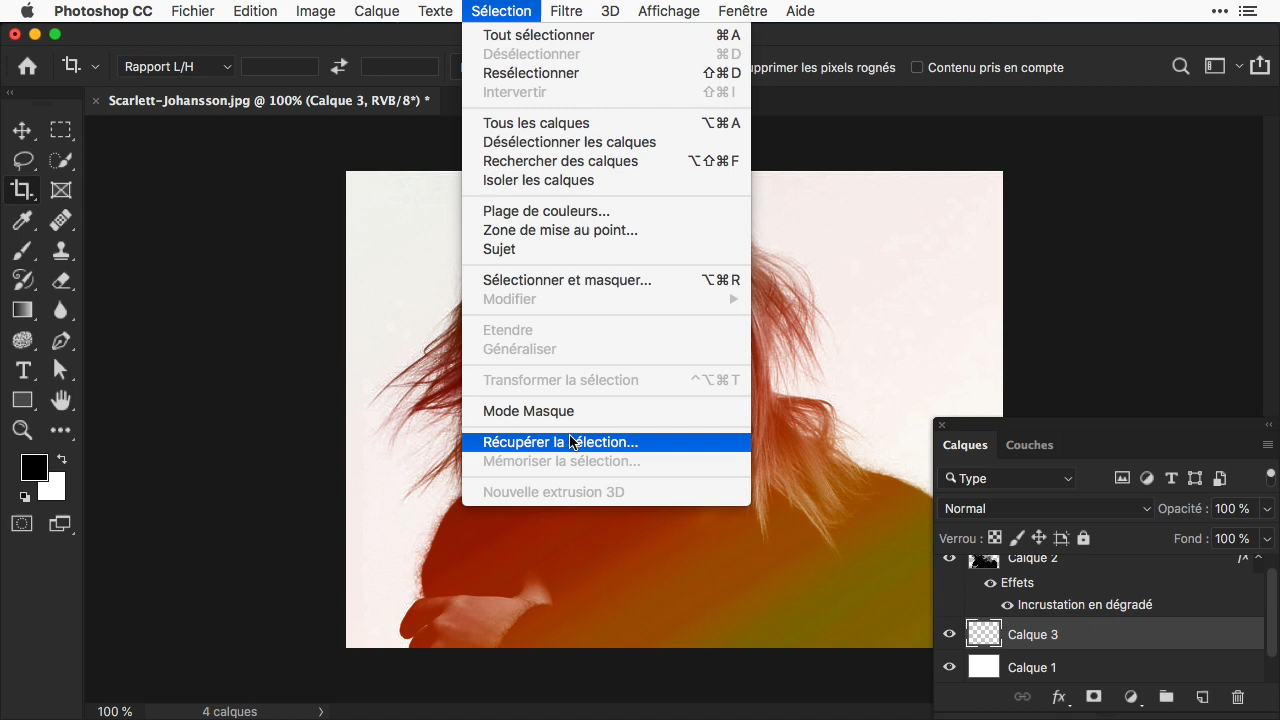 Photoshop CC Fichier Edition Image Calque Texte Sélection Filtre 3D Affichage Fenêtre Aide
Rapport L/H
pprimer les pixels rognés Contenu pris en compte
Scarlett-Johansson.jpg @ 100% (Calque 3, RVB/8*) *
Tout sélectionner ⌘A
Désélectionner ⌘D
Resélectionner ⇧⌘D
Intervertir ⇧⌘I
Tous les calques ⌥⌘A
Désélectionner les calques
Rechercher des calques ⌥⇧⌘F
Isoler les calques
Plage de couleurs...
Zone de mise au point...
Sujet
Sélectionner et masquer... ⌥⌘R
Modifier
Etendre
Généraliser
Transformer la sélection ^⌥⌘T
Mode Masque
Récupérer la sélection...
Mémoriser la sélection...
Nouvelle extrusion 3D
Calques Couches
Type
Normal Opacité : 100 %
Verrou : Fond : 100 %
Calque 2 fx
Effets
Incrustation en dégradé
Calque 3
Calque 1
fx
100 % 4 calques